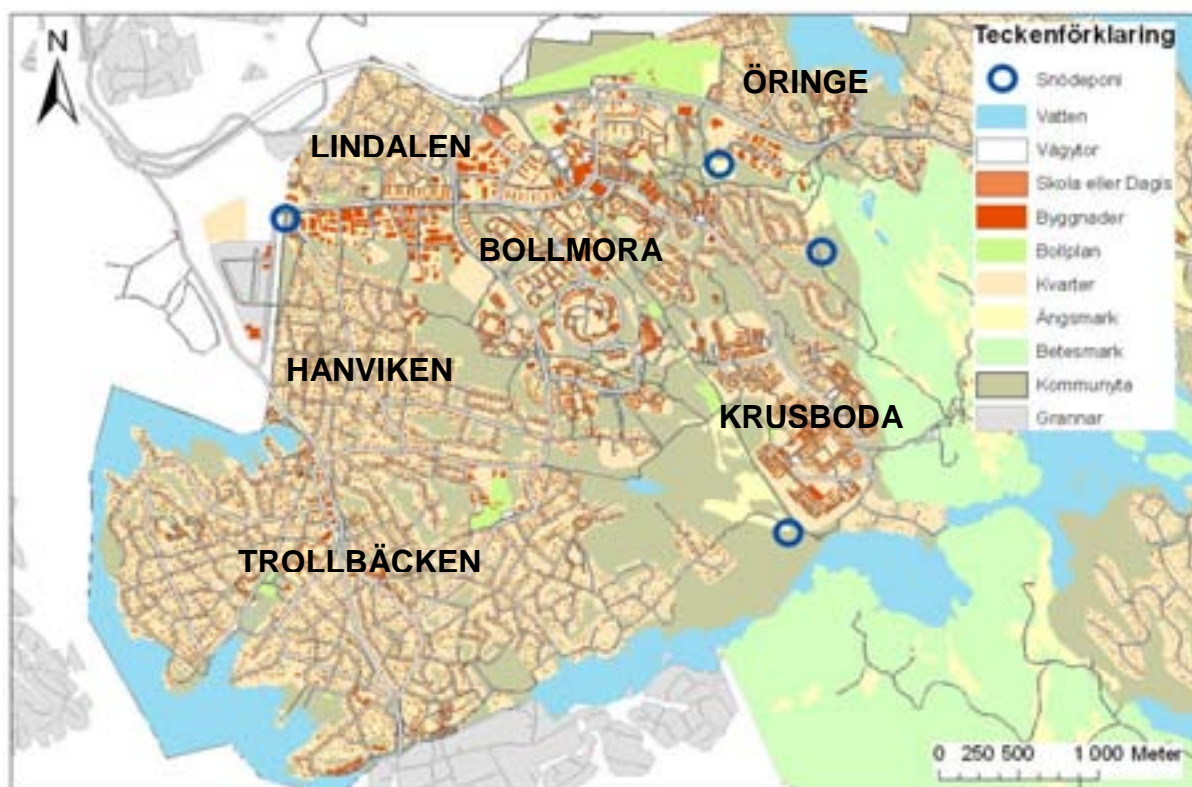 N
Teckenförklaring
Snödeponi
Vatten
Vägytor
Skola eller Dagis
Byggnader
Bollplan
Kvarter
Ängsmark
Betesmark
Kommunyta
Grannar
ÖRINGE
LINDALEN
BOLLMORA
HANVIKEN
KRUSBODA
TROLLBÄCKEN
0 250 500 1 000 Meter